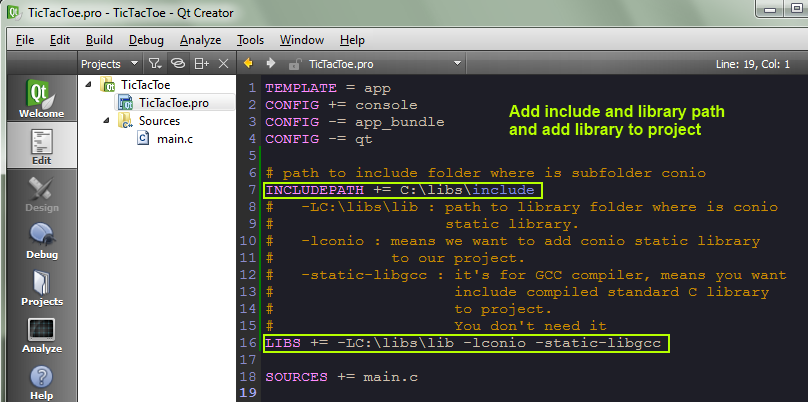 TicTacToe.pro - TicTacToe - Qt Creator
File Edit Build Debug Analyze Tools Window Help
Projects TicTacToe.pro Line: 19, Col: 1
Qt
Welcome
Edit
Design
Debug
Projects
Analyze
Help
TicTacToe
TicTacToe.pro
Sources
main.c
Add include and library path
and add library to project
1 TEMPLATE = app
2 CONFIG += console
3 CONFIG -= app_bundle
4 CONFIG -= qt
5
6 # path to include folder where is subfolder conio
7 INCLUDEPATH += C:\libs\include
8 #   -LC:\libs\lib : path to library folder where is conio
9 #                   static library.
10 #   -lconio : means we want to add conio static library
11 #             to our project.
12 #   -static-libgcc : it's for GCC compiler, means you want
13 #                    include compiled standard C library
14 #                    to project.
15 #                    You don't need it
16 LIBS += -LC:\libs\lib -lconio -static-libgcc
17
18 SOURCES += main.c
19